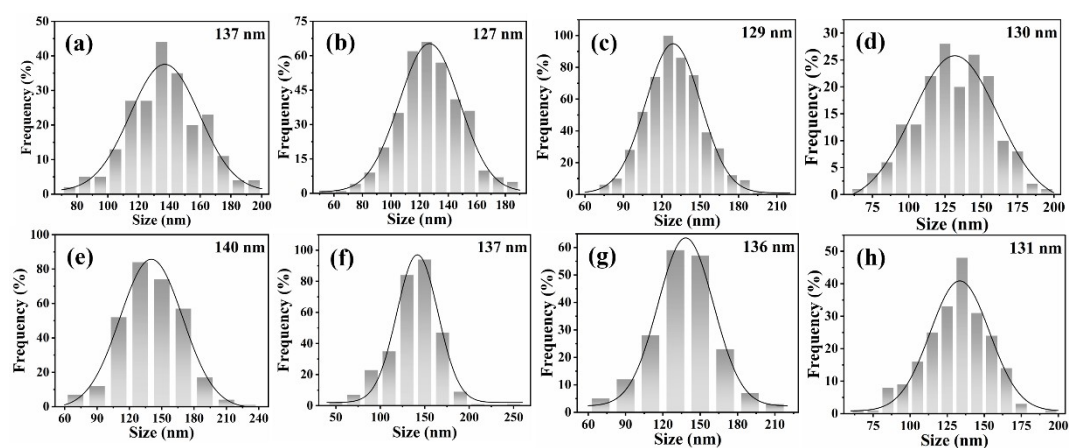 (a)
137 nm
50
40
30
20
10
0
80 100 120 140 160 180 200
Size (nm)
Frequency (%)
(b)
127 nm
75
60
45
30
15
0
60 80 100 120 140 160 180
Size (nm)
Frequency (%)
(c)
129 nm
100
80
60
40
20
0
60 90 120 150 180 210
Size (nm)
Frequency (%)
(d)
130 nm
30
20
10
0
75 100 125 150 175 200
Size (nm)
Frequency (%)
(e)
140 nm
100
80
60
40
20
0
60 90 120 150 180 210 240
Size (nm)
Frequency (%)
(f)
137 nm
100
80
60
40
20
0
50 100 150 200 250
Size (nm)
Frequency (%)
(g)
136 nm
60
50
40
30
20
10
0
60 90 120 150 180 210
Size (nm)
Frequency (%)
(h)
131 nm
50
40
30
20
10
0
75 100 125 150 175 200
Size (nm)
Frequency (%)